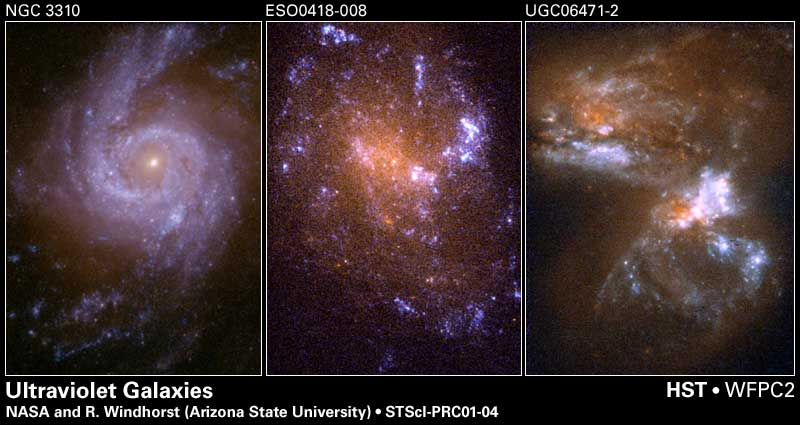 NGC 3310
ESO0418-008
UGC06471-2
Ultraviolet Galaxies
HST • WFPC2
NASA and R. Windhorst (Arizona State University) • STScI-PRC01-04